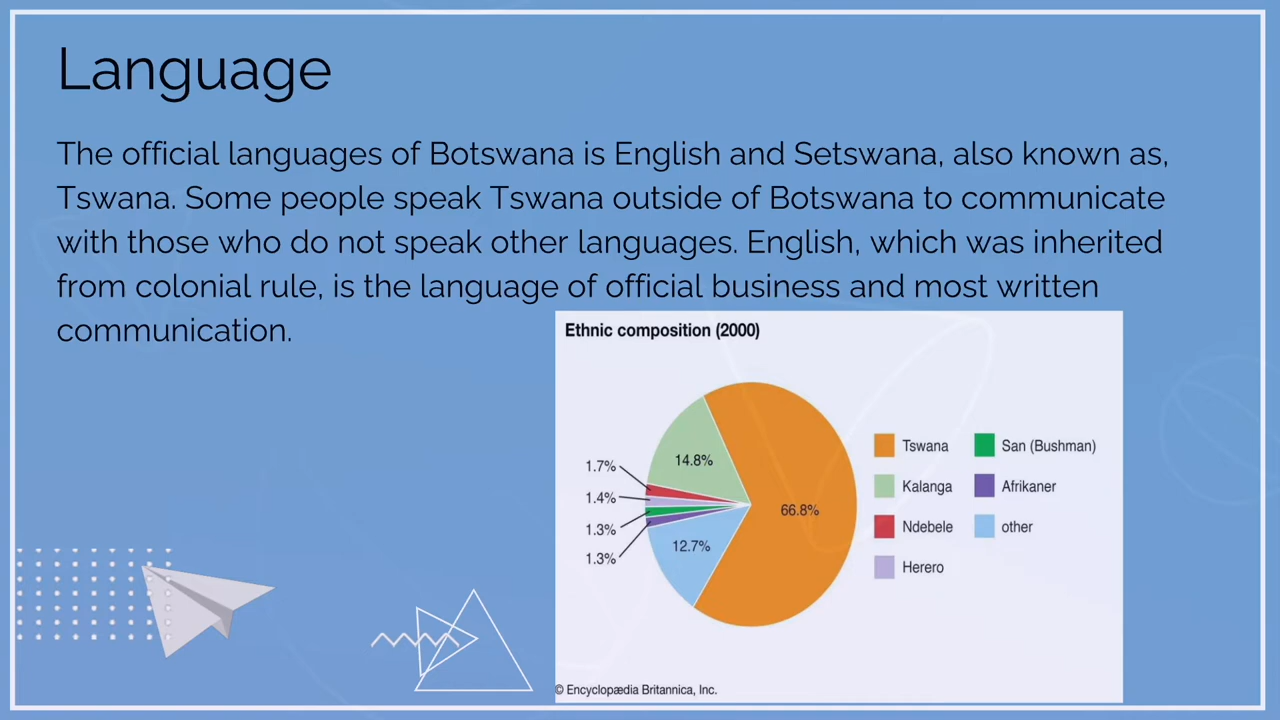 Language
The official languages of Botswana is English and Setswana, also known as,
Tswana. Some people speak Tswana outside of Botswana to communicate
with those who do not speak other languages. English, which was inherited
from colonial rule, is the language of official business and most written
communication.
Ethnic composition (2000)
14.8%
1.7%
1.4%
1.3%
1.3%
12.7%
66.8%
Tswana
Kalanga
Ndebele
Herero
San (Bushman)
Afrikaner
other
© Encyclopædia Britannica, Inc.